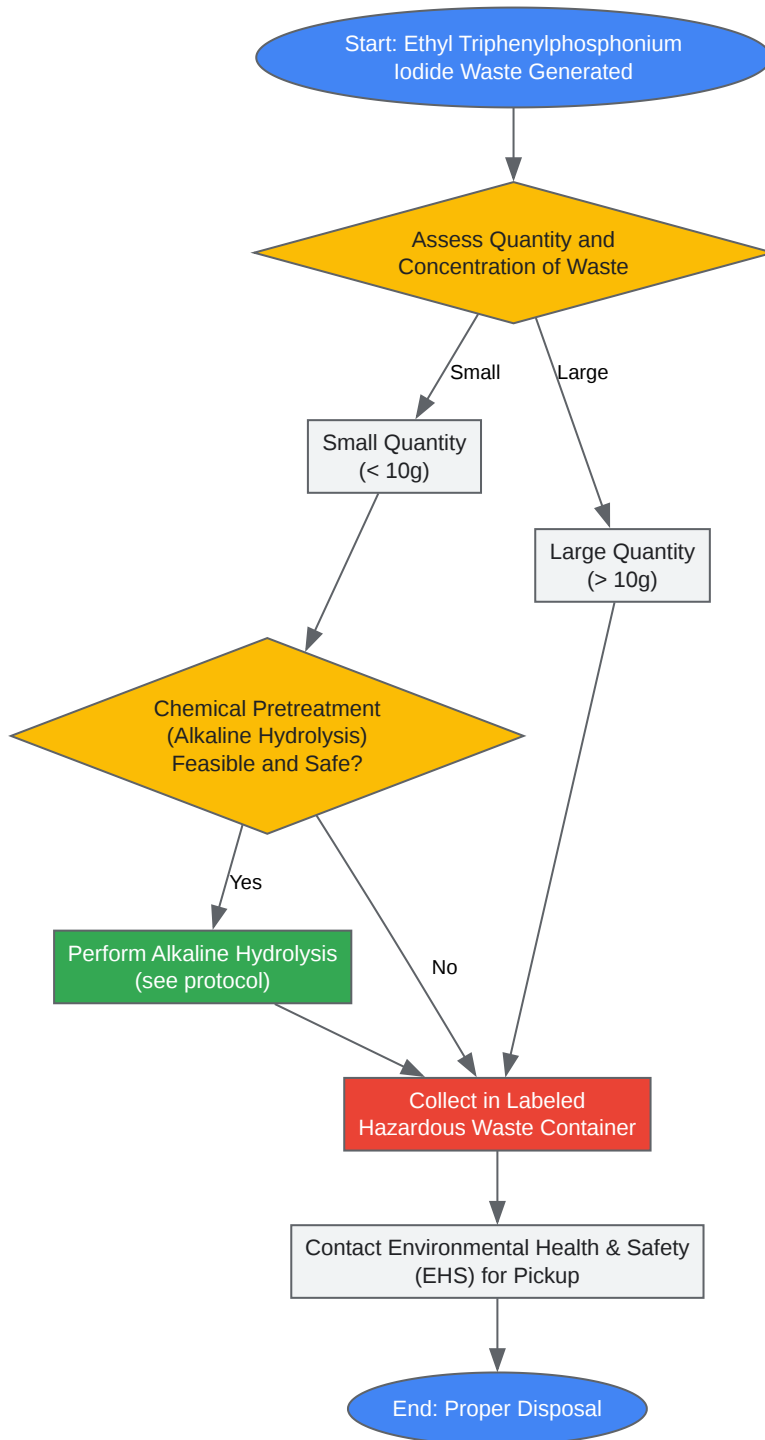 Start: Ethyl Triphenylphosphonium
Iodide Waste Generated
Assess Quantity and
Concentration of Waste
Small
Large
Small Quantity
(< 10g)
Large Quantity
(> 10g)
Chemical Pretreatment
(Alkaline Hydrolysis)
Feasible and Safe?
Yes
No
Perform Alkaline Hydrolysis
(see protocol)
Collect in Labeled
Hazardous Waste Container
Contact Environmental Health & Safety
(EHS) for Pickup
End: Proper Disposal